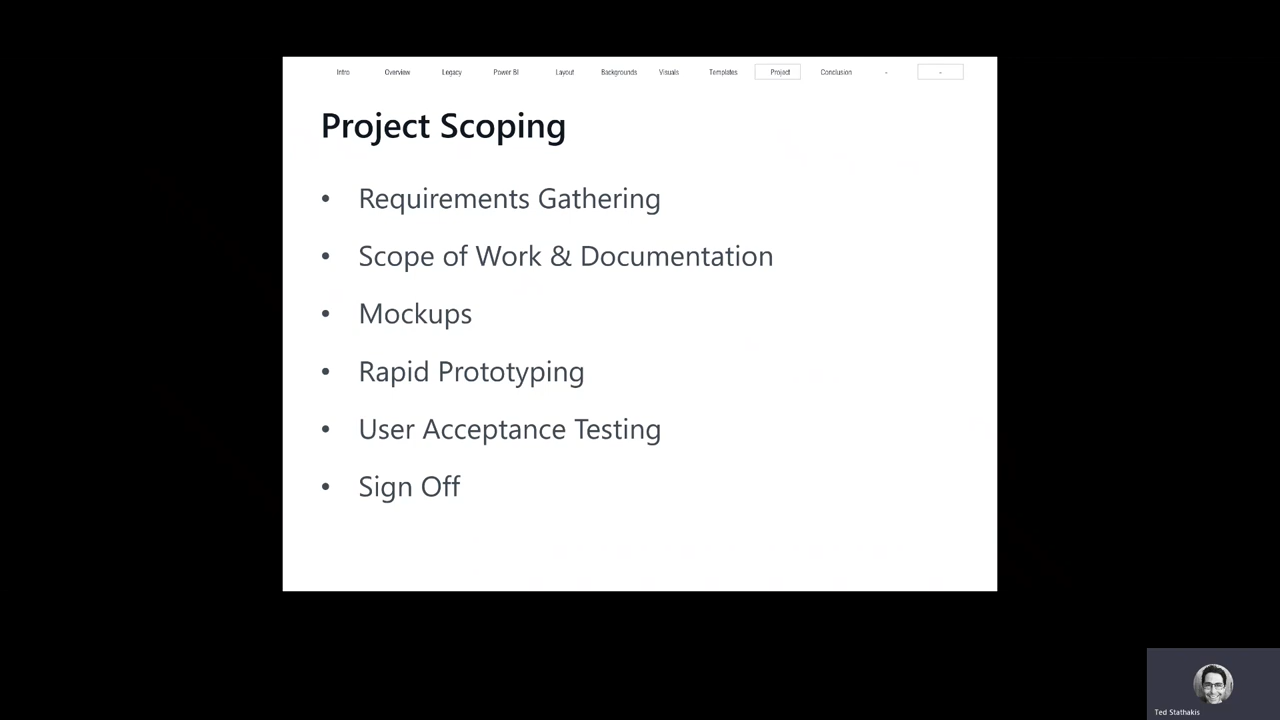 Intro Overview Legacy Power BI Layout Backgrounds Visuals Templates Project Conclusion - -
Project Scoping
• Requirements Gathering
• Scope of Work & Documentation
• Mockups
• Rapid Prototyping
• User Acceptance Testing
• Sign Off
Ted Stathakis